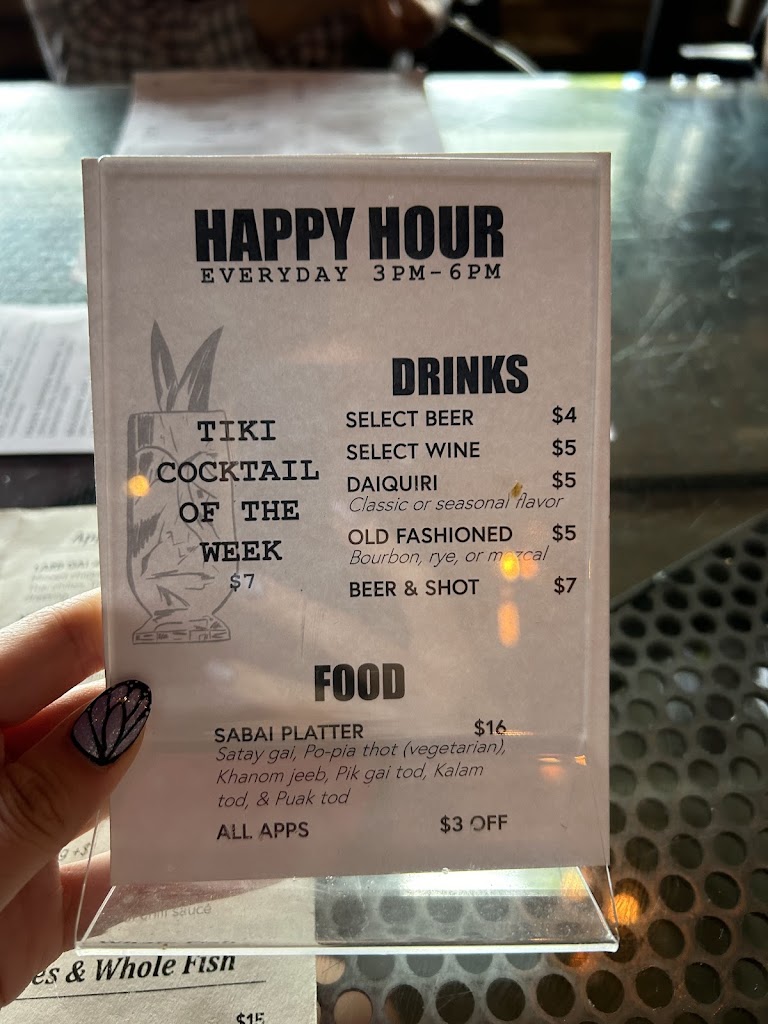 HAPPY HOUR
EVERYDAY 3PM-6PM
TIKI
COCKTAIL
OF THE
WEEK
$7
DRINKS
SELECT BEER $4
SELECT WINE $5
DAIQUIRI $5
Classic or seasonal flavor
OLD FASHIONED $5
Bourbon, rye, or mezcal
BEER & SHOT $7
FOOD
SABAI PLATTER $16
Satay gai, Po-pia thot (vegetarian),
Khanom jeeb, Pik gai tod, Kalam
tod, & Puak tod
ALL APPS $3 OFF
sauce
& Whole Fish
$15